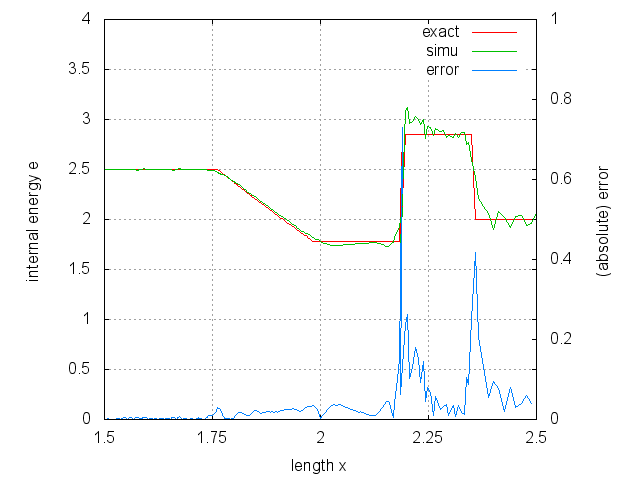 exact
simu
error
internal energy e
4
3.5
3
2.5
2
1.5
1
0.5
0
1
0.8
0.6
0.4
0.2
0
(absolute) error
1.5 1.75 2 2.25 2.5
length x